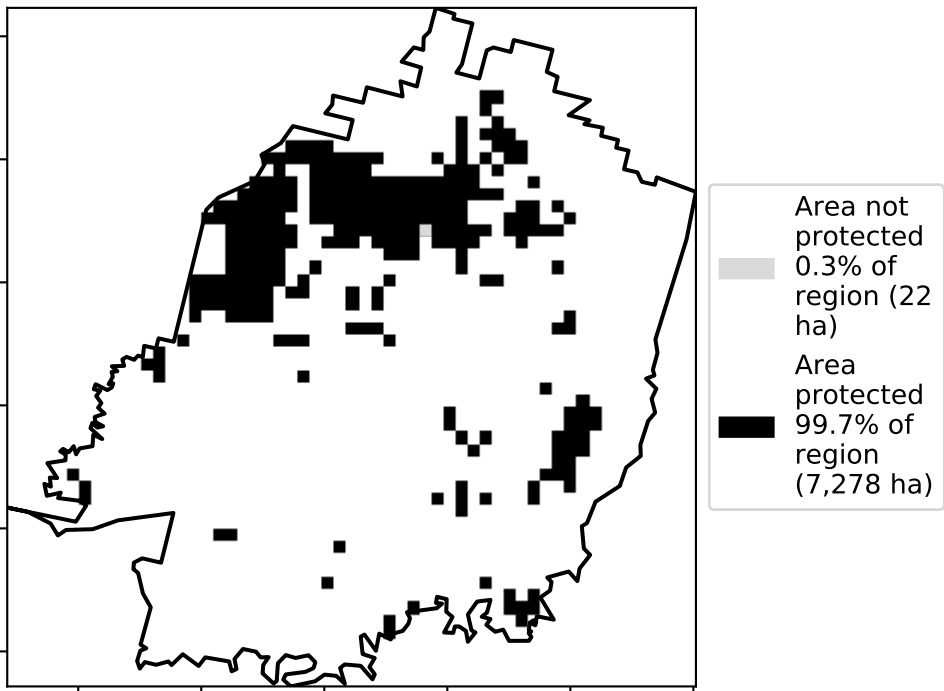 Area not
protected
0.3% of
region (22
ha)
Area
protected
99.7% of
region
(7,278 ha)